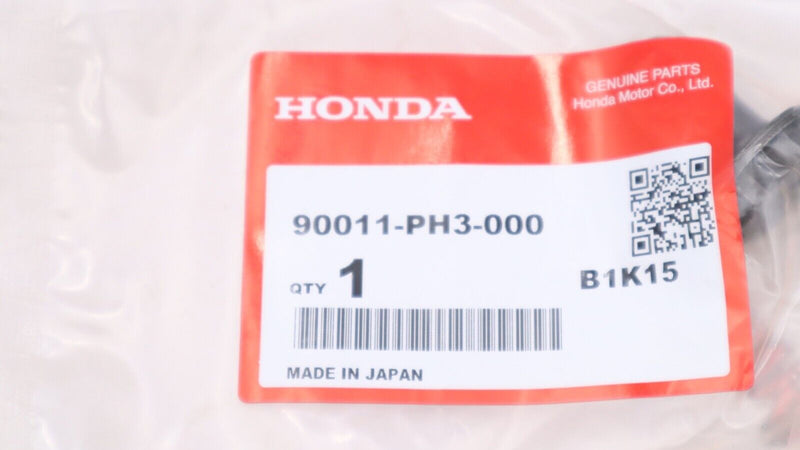 HONDA
GENUINE PARTS
Honda Motor Co., Ltd.
90011-PH3-000
QTY 1
B1K15
MADE IN JAPAN